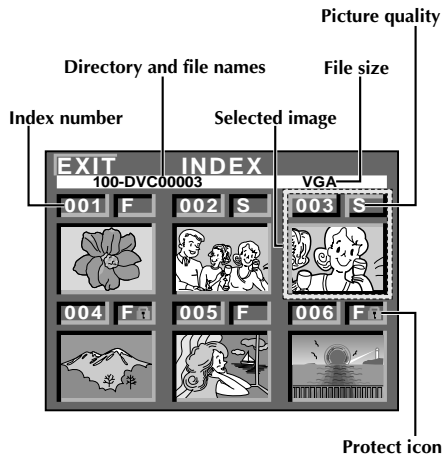 Picture quality
Directory and file names
File size
Index number
Selected image
EXIT INDEX
100-DVC00003 VGA
001 F 002 S 003 S
004 F 005 F 006 F
Protect icon